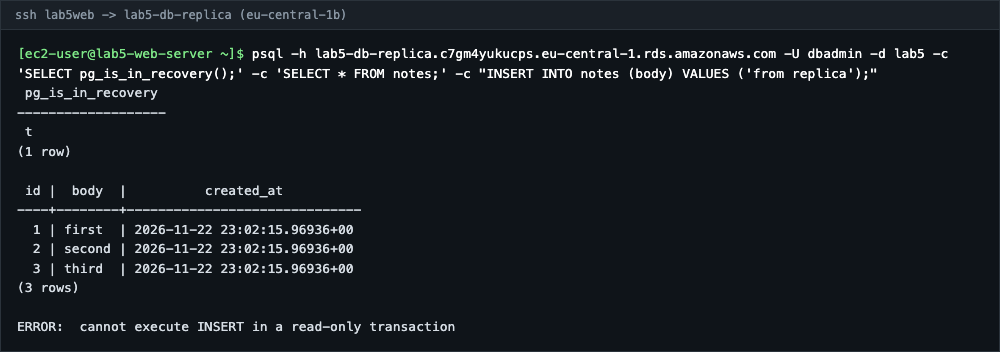 ssh lab5web -> lab5-db-replica (eu-central-1b)
[ec2-user@lab5-web-server ~]$ psql -h lab5-db-replica.c7gm4yukucps.eu-central-1.rds.amazonaws.com -U dbadmin -d lab5 -c
'SELECT pg_is_in_recovery();' -c 'SELECT * FROM notes;' -c "INSERT INTO notes (body) VALUES ('from replica');"
 pg_is_in_recovery
-------------------
 t
(1 row)

 id |  body  |          created_at
----+--------+------------------------------
  1 | first  | 2026-11-22 23:02:15.96936+00
  2 | second | 2026-11-22 23:02:15.96936+00
  3 | third  | 2026-11-22 23:02:15.96936+00
(3 rows)

ERROR:  cannot execute INSERT in a read-only transaction